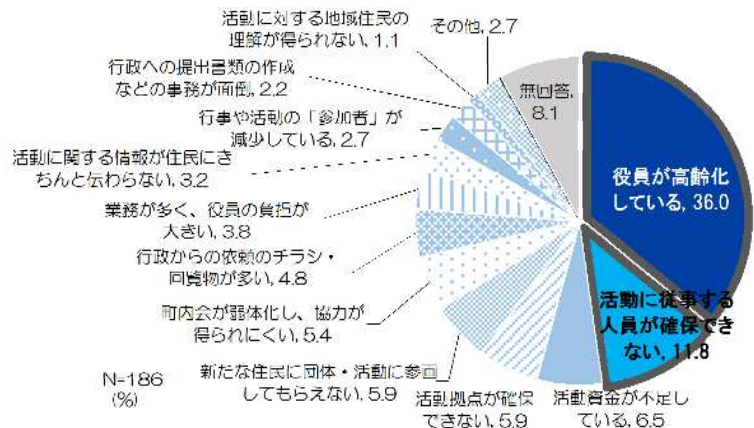 役員が高齢化
している, 36.0
活動に従事する
人員が確保でき
ない, 11.8
活動資金が不足し
ている, 6.5
活動拠点が確保
できない, 5.9
新たな住民に団体・活動に参画
してもらえない, 5.9
町内会が弱体化し、協力が
得られにくい, 5.4
行政からの依頼のチラシ・
回覧物が多い, 4.8
業務が多く、役員の負担が
大きい, 3.8
活動に関する情報が住民にき
ちんと伝わらない, 3.2
行事や活動の「参加者」が
減少している, 2.7
行政への提出書類の作成
などの事務が面倒, 2.2
活動に対する地域住民の
理解が得られない, 1.1
その他, 2.7
無回答,
8.1
N-186
(%)